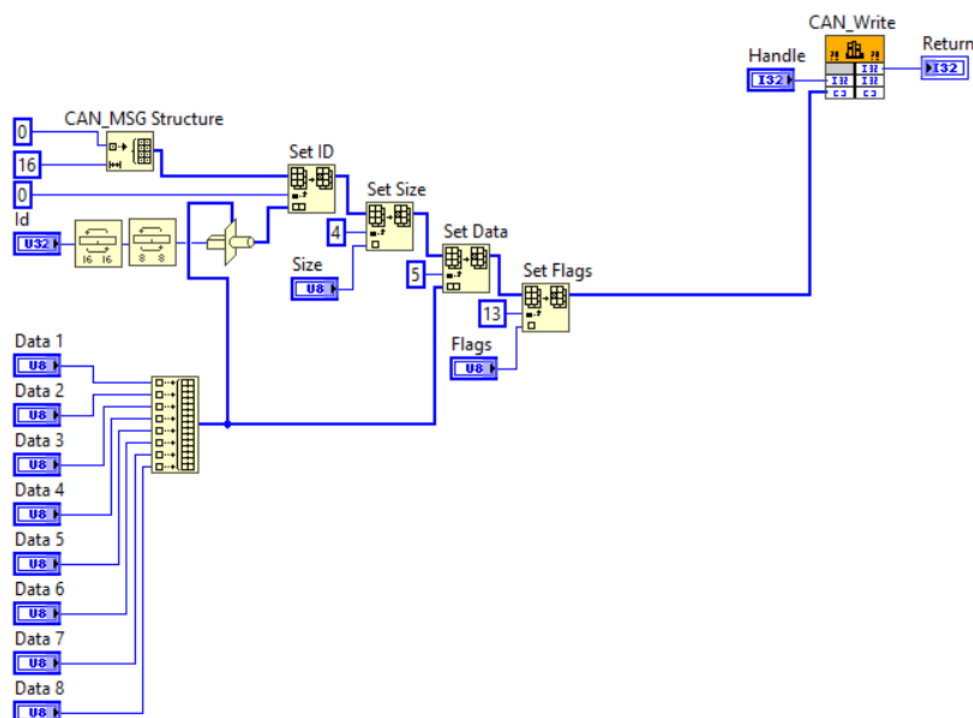 CAN_Write
Handle
Return
I32
I32
I32
I32
I32
CAN_MSG Structure
0
16
0
Set ID
Id
U32
16 16
8 8
Set Size
4
Size
U8
Set Data
5
Set Flags
13
Flags
U8
Data 1
U8
Data 2
U8
Data 3
U8
Data 4
U8
Data 5
U8
Data 6
U8
Data 7
U8
Data 8
U8